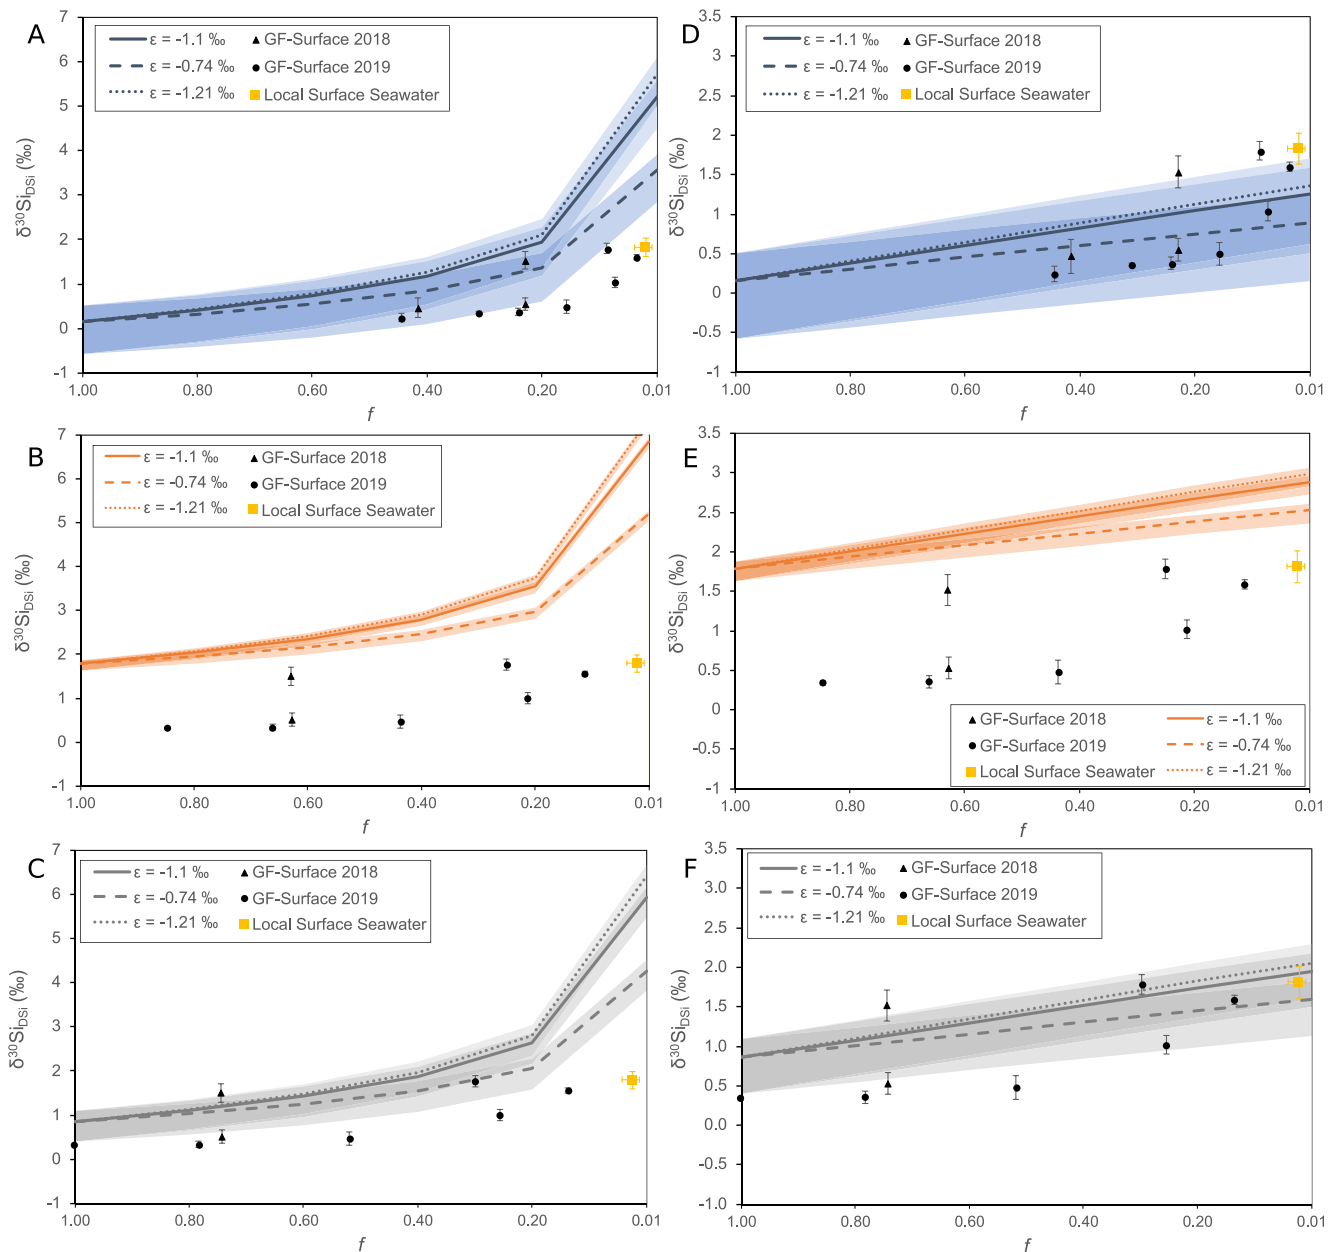 A
7
6
5
4
3
2
1
0
-1
δ³⁰Si_DSi (‰)
ε = -1.1 ‰
ε = -0.74 ‰
ε = -1.21 ‰
GF-Surface 2018
GF-Surface 2019
Local Surface Seawater
1.00 0.80 0.60 0.40 0.20 0.01
f
D
3.5
3
2.5
2
1.5
1
0.5
0
-0.5
-1
δ³⁰Si_DSi (‰)
ε = -1.1 ‰
ε = -0.74 ‰
ε = -1.21 ‰
GF-Surface 2018
GF-Surface 2019
Local Surface Seawater
1.00 0.80 0.60 0.40 0.20 0.01
f
B
7
6
5
4
3
2
1
0
-1
δ³⁰Si_DSi (‰)
ε = -1.1 ‰
ε = -0.74 ‰
ε = -1.21 ‰
GF-Surface 2018
GF-Surface 2019
Local Surface Seawater
1.00 0.80 0.60 0.40 0.20 0.01
f
E
3.5
3
2.5
2
1.5
1
0.5
0
-0.5
-1
δ³⁰Si_DSi (‰)
GF-Surface 2018
GF-Surface 2019
Local Surface Seawater
ε = -1.1 ‰
ε = -0.74 ‰
ε = -1.21 ‰
1.00 0.80 0.60 0.40 0.20 0.01
f
C
7
6
5
4
3
2
1
0
-1
δ³⁰Si_DSi (‰)
ε = -1.1 ‰
ε = -0.74 ‰
ε = -1.21 ‰
GF-Surface 2018
GF-Surface 2019
Local Surface Seawater
1.00 0.80 0.60 0.40 0.20 0.01
f
F
3.5
3.0
2.5
2.0
1.5
1.0
0.5
0.0
-0.5
-1.0
δ³⁰Si_DSi (‰)
ε = -1.1 ‰
ε = -0.74 ‰
ε = -1.21 ‰
GF-Surface 2018
GF-Surface 2019
Local Surface Seawater
1.00 0.80 0.60 0.40 0.20 0.01
f